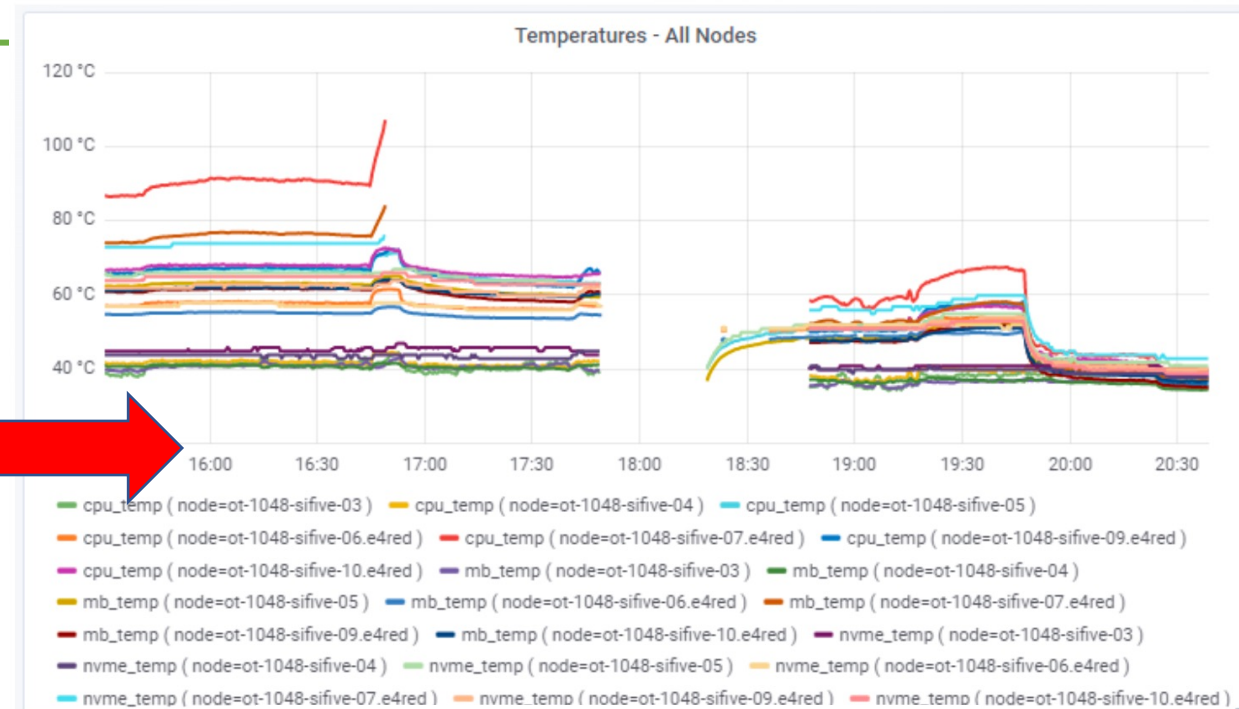 Temperatures - All Nodes
120 °C
100 °C
80 °C
60 °C
40 °C
16:00 16:30 17:00 17:30 18:00 18:30 19:00 19:30 20:00 20:30
cpu_temp ( node=ot-1048-sifive-03 ) cpu_temp ( node=ot-1048-sifive-04 ) cpu_temp ( node=ot-1048-sifive-05 )
cpu_temp ( node=ot-1048-sifive-06.e4red ) cpu_temp ( node=ot-1048-sifive-07.e4red ) cpu_temp ( node=ot-1048-sifive-09.e4red )
cpu_temp ( node=ot-1048-sifive-10.e4red ) mb_temp ( node=ot-1048-sifive-03 ) mb_temp ( node=ot-1048-sifive-04 )
mb_temp ( node=ot-1048-sifive-05 ) mb_temp ( node=ot-1048-sifive-06.e4red ) mb_temp ( node=ot-1048-sifive-07.e4red )
mb_temp ( node=ot-1048-sifive-09.e4red ) mb_temp ( node=ot-1048-sifive-10.e4red ) nvme_temp ( node=ot-1048-sifive-03 )
nvme_temp ( node=ot-1048-sifive-04 ) nvme_temp ( node=ot-1048-sifive-05 ) nvme_temp ( node=ot-1048-sifive-06.e4red )
nvme_temp ( node=ot-1048-sifive-07.e4red ) nvme_temp ( node=ot-1048-sifive-09.e4red ) nvme_temp ( node=ot-1048-sifive-10.e4red )